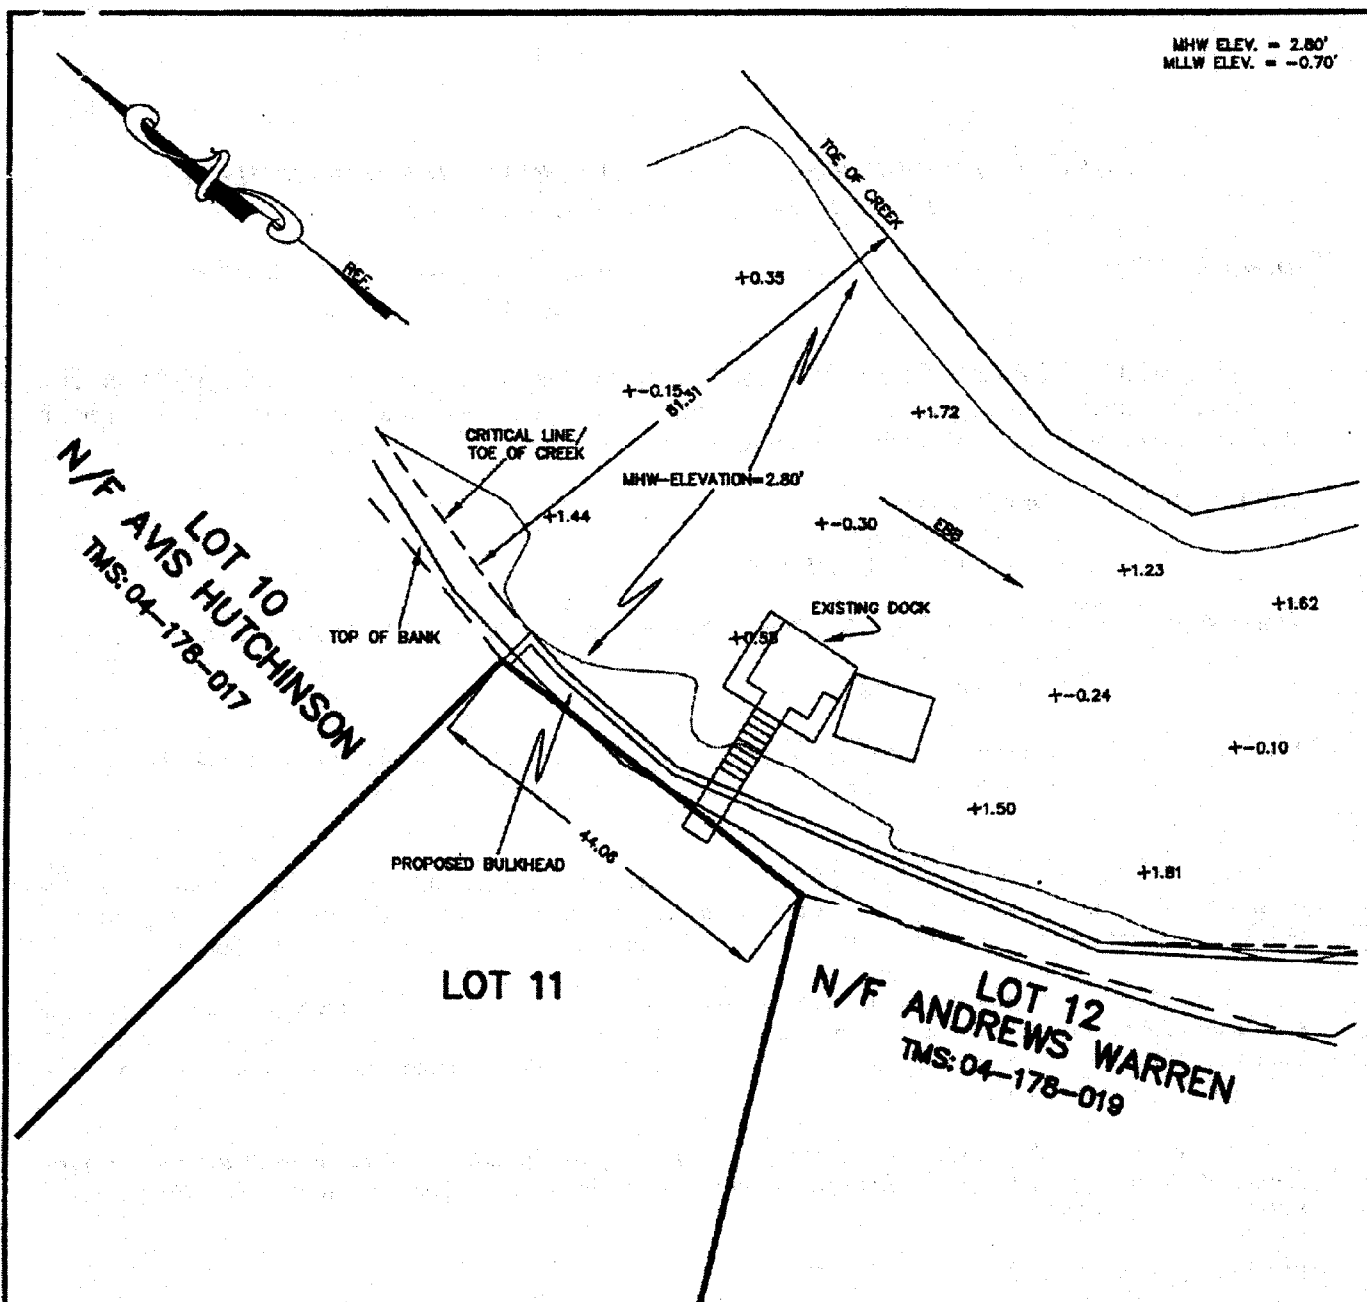 MHW ELEV. = 2.80'
MLLW ELEV. = -0.70'
TOE OF CREEK
REF.
+0.35
+-0.15
81.31
+1.72
CRITICAL LINE/
TOE OF CREEK
MHW-ELEVATION=2.80'
+1.44
+-0.30
EBB
+1.23
+1.62
LOT 10
N/F AVIS HUTCHINSON
TMS: 04-178-017
TOP OF BANK
EXISTING DOCK
+0.58
+-0.24
+-0.10
+1.50
PROPOSED BULKHEAD
44.06
+1.81
LOT 11
LOT 12
N/F ANDREWS WARREN
TMS: 04-178-019